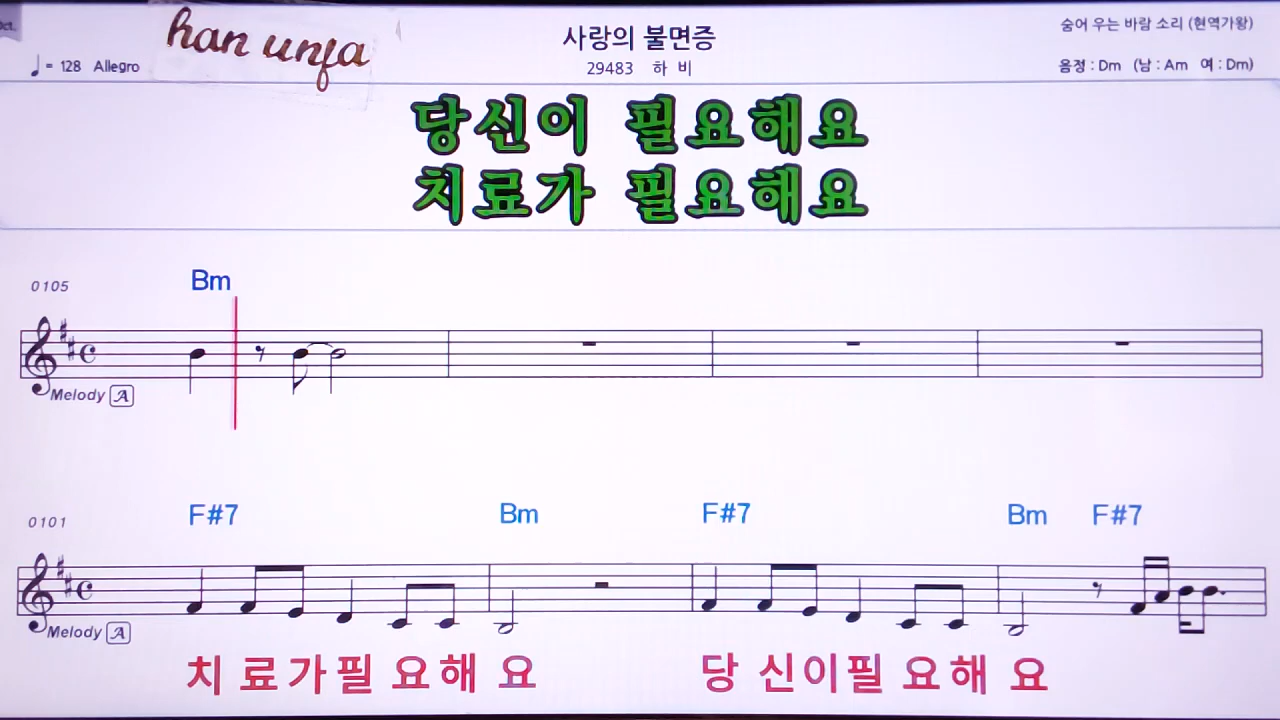 Oct.
han unfa
♩= 128 Allegro
사랑의 불면증
29483 하 비
숨어 우는 바람 소리 (현역가왕)
음정 : Dm (남 : Am 여 : Dm)
당신이 필요해요
치료가 필요해요
0105
Bm
Melody A
0101
F#7 Bm F#7 Bm F#7
Melody A
치 료가필 요해 요 당 신이필 요해 요